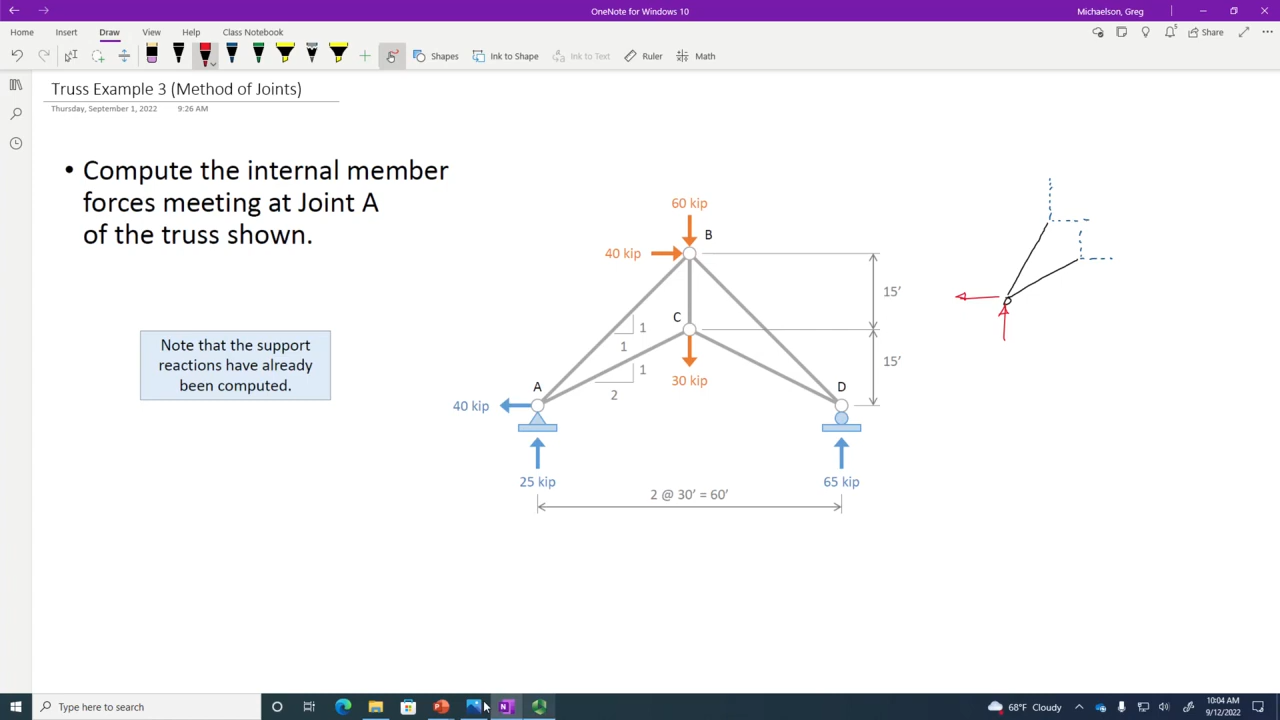 OneNote for Windows 10
Michaelson, Greg
Home Insert Draw View Help Class Notebook
Share
Shapes Ink to Shape Ink to Text Ruler Math
Truss Example 3 (Method of Joints)
Thursday, September 1, 2022 9:26 AM
• Compute the internal member
forces meeting at Joint A
of the truss shown.
Note that the support
reactions have already
been computed.
60 kip
B
40 kip
15'
C
1
1
1
2
15'
30 kip
A
D
40 kip
25 kip
65 kip
2 @ 30' = 60'
Type here to search
68°F Cloudy
10:04 AM
9/12/2022